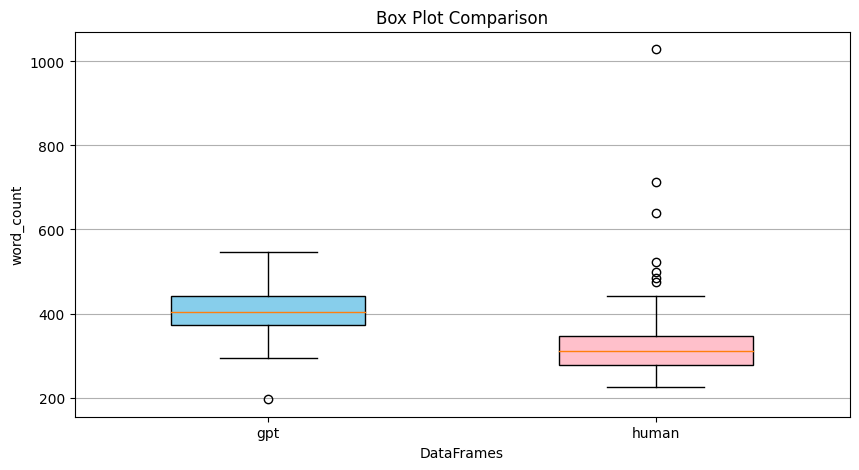 Box Plot Comparison
1000
800
600
400
200
word_count
gpt
human
DataFrames